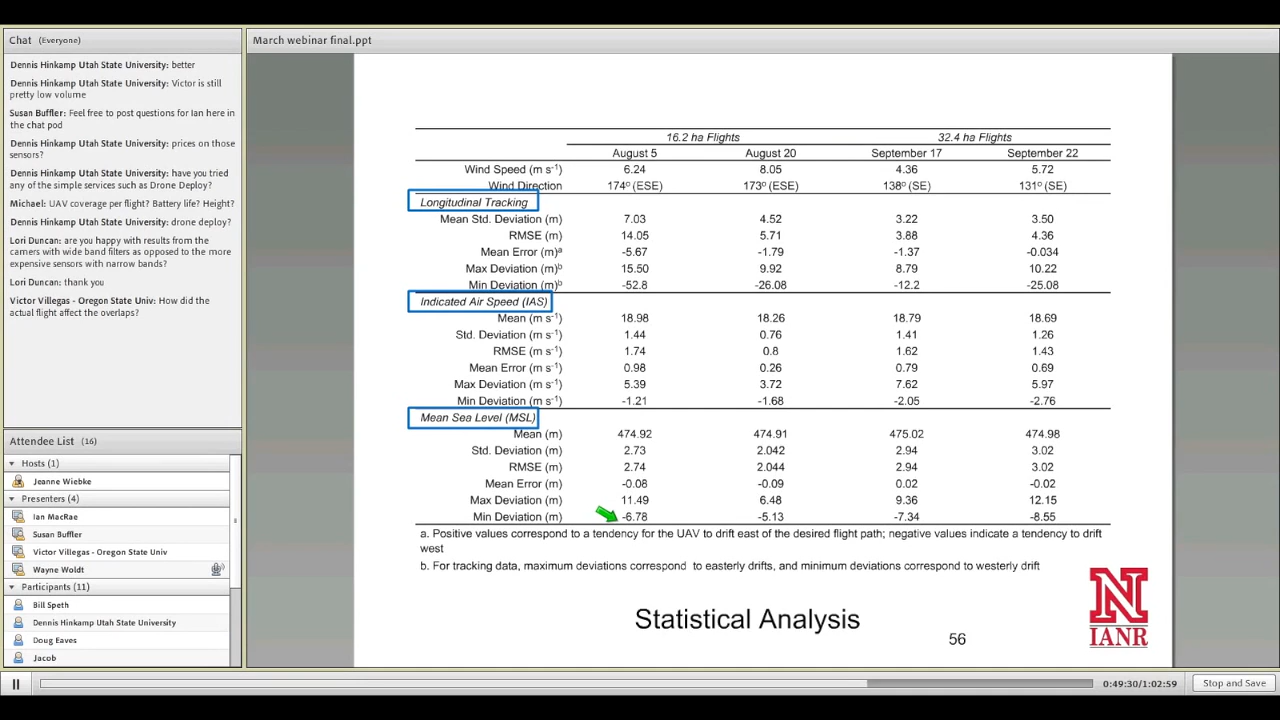 Chat (Everyone)
Dennis Hinkamp Utah State University: better
Dennis Hinkamp Utah State University: Victor is still
pretty low volume
Susan Buffler: Feel free to post questions for Ian here in
the chat pod
Dennis Hinkamp Utah State University: prices on those
sensors?
Dennis Hinkamp Utah State University: have you tried
any of the simple services such as Drone Deploy?
Michael: UAV coverage per flight? Battery life? Height?
Dennis Hinkamp Utah State University: drone deploy?
Lori Duncan: are you happy with results from the
camers with wide band filters as opposed to the more
expensive sensors with narrow bands?
Lori Duncan: thank you
Victor Villegas - Oregon State Univ: How did the
actual flight affect the overlaps?
Attendee List (16)
Hosts (1)
Jeanne Wiebke
Presenters (4)
Ian MacRae
Susan Buffler
Victor Villegas - Oregon State Univ
Wayne Woldt
Participants (11)
Bill Speth
Dennis Hinkamp Utah State University
Doug Eaves
Jacob
March webinar final.ppt
16.2 ha Flights 32.4 ha Flights
August 5 August 20 September 17 September 22
Wind Speed (m s⁻¹) 6.24 8.05 4.36 5.72
Wind Direction 174⁰ (ESE) 173⁰ (ESE) 138⁰ (SE) 131⁰ (SE)
Longitudinal Tracking
Mean Std. Deviation (m) 7.03 4.52 3.22 3.50
RMSE (m) 14.05 5.71 3.88 4.36
Mean Error (m)ᵃ -5.67 -1.79 -1.37 -0.034
Max Deviation (m)ᵇ 15.50 9.92 8.79 10.22
Min Deviation (m)ᵇ -52.8 -26.08 -12.2 -25.08
Indicated Air Speed (IAS)
Mean (m s⁻¹) 18.98 18.26 18.79 18.69
Std. Deviation (m s⁻¹) 1.44 0.76 1.41 1.26
RMSE (m s⁻¹) 1.74 0.8 1.62 1.43
Mean Error (m s⁻¹) 0.98 0.26 0.79 0.69
Max Deviation (m s⁻¹) 5.39 3.72 7.62 5.97
Min Deviation (m s⁻¹) -1.21 -1.68 -2.05 -2.76
Mean Sea Level (MSL)
Mean (m) 474.92 474.91 475.02 474.98
Std. Deviation (m) 2.73 2.042 2.94 3.02
RMSE (m) 2.74 2.044 2.94 3.02
Mean Error (m) -0.08 -0.09 0.02 -0.02
Max Deviation (m) 11.49 6.48 9.36 12.15
Min Deviation (m) -6.78 -5.13 -7.34 -8.55
a. Positive values correspond to a tendency for the UAV to drift east of the desired flight path; negative values indicate a tendency to drift
west
b. For tracking data, maximum deviations correspond to easterly drifts, and minimum deviations correspond to westerly drift
Statistical Analysis
56
N
IANR
0:49:30/1:02:59
Stop and Save